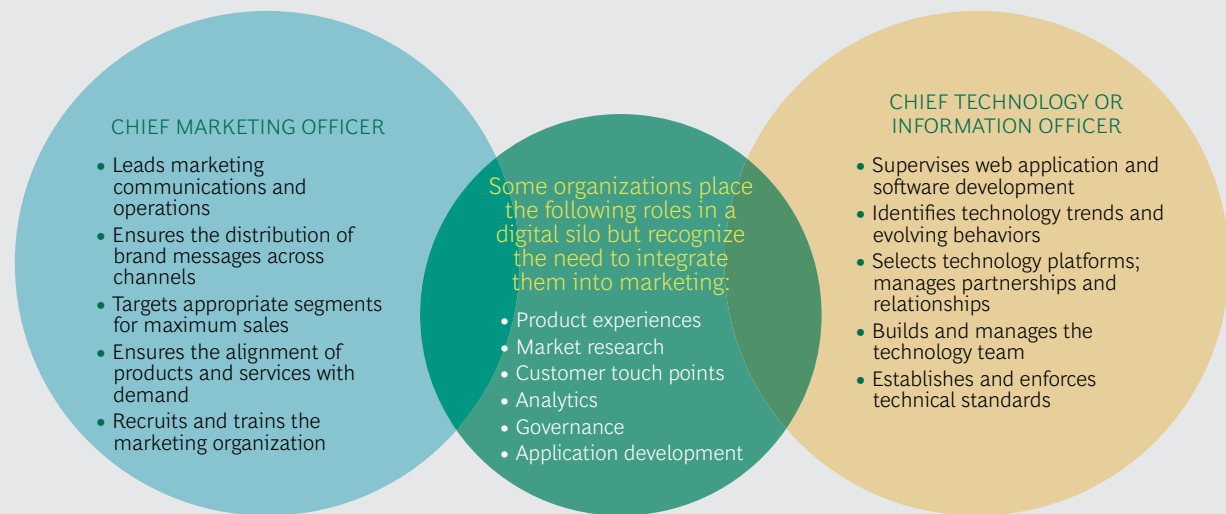 CHIEF MARKETING OFFICER
• Leads marketing
communications and
operations
• Ensures the distribution of
brand messages across
channels
• Targets appropriate segments
for maximum sales
• Ensures the alignment of
products and services with
demand
• Recruits and trains the
marketing organization
Some organizations place
the following roles in a
digital silo but recognize
the need to integrate
them into marketing:
• Product experiences
• Market research
• Customer touch points
• Analytics
• Governance
• Application development
CHIEF TECHNOLOGY OR
INFORMATION OFFICER
• Supervises web application and
software development
• Identifies technology trends and
evolving behaviors
• Selects technology platforms;
manages partnerships and
relationships
• Builds and manages the
technology team
• Establishes and enforces
technical standards